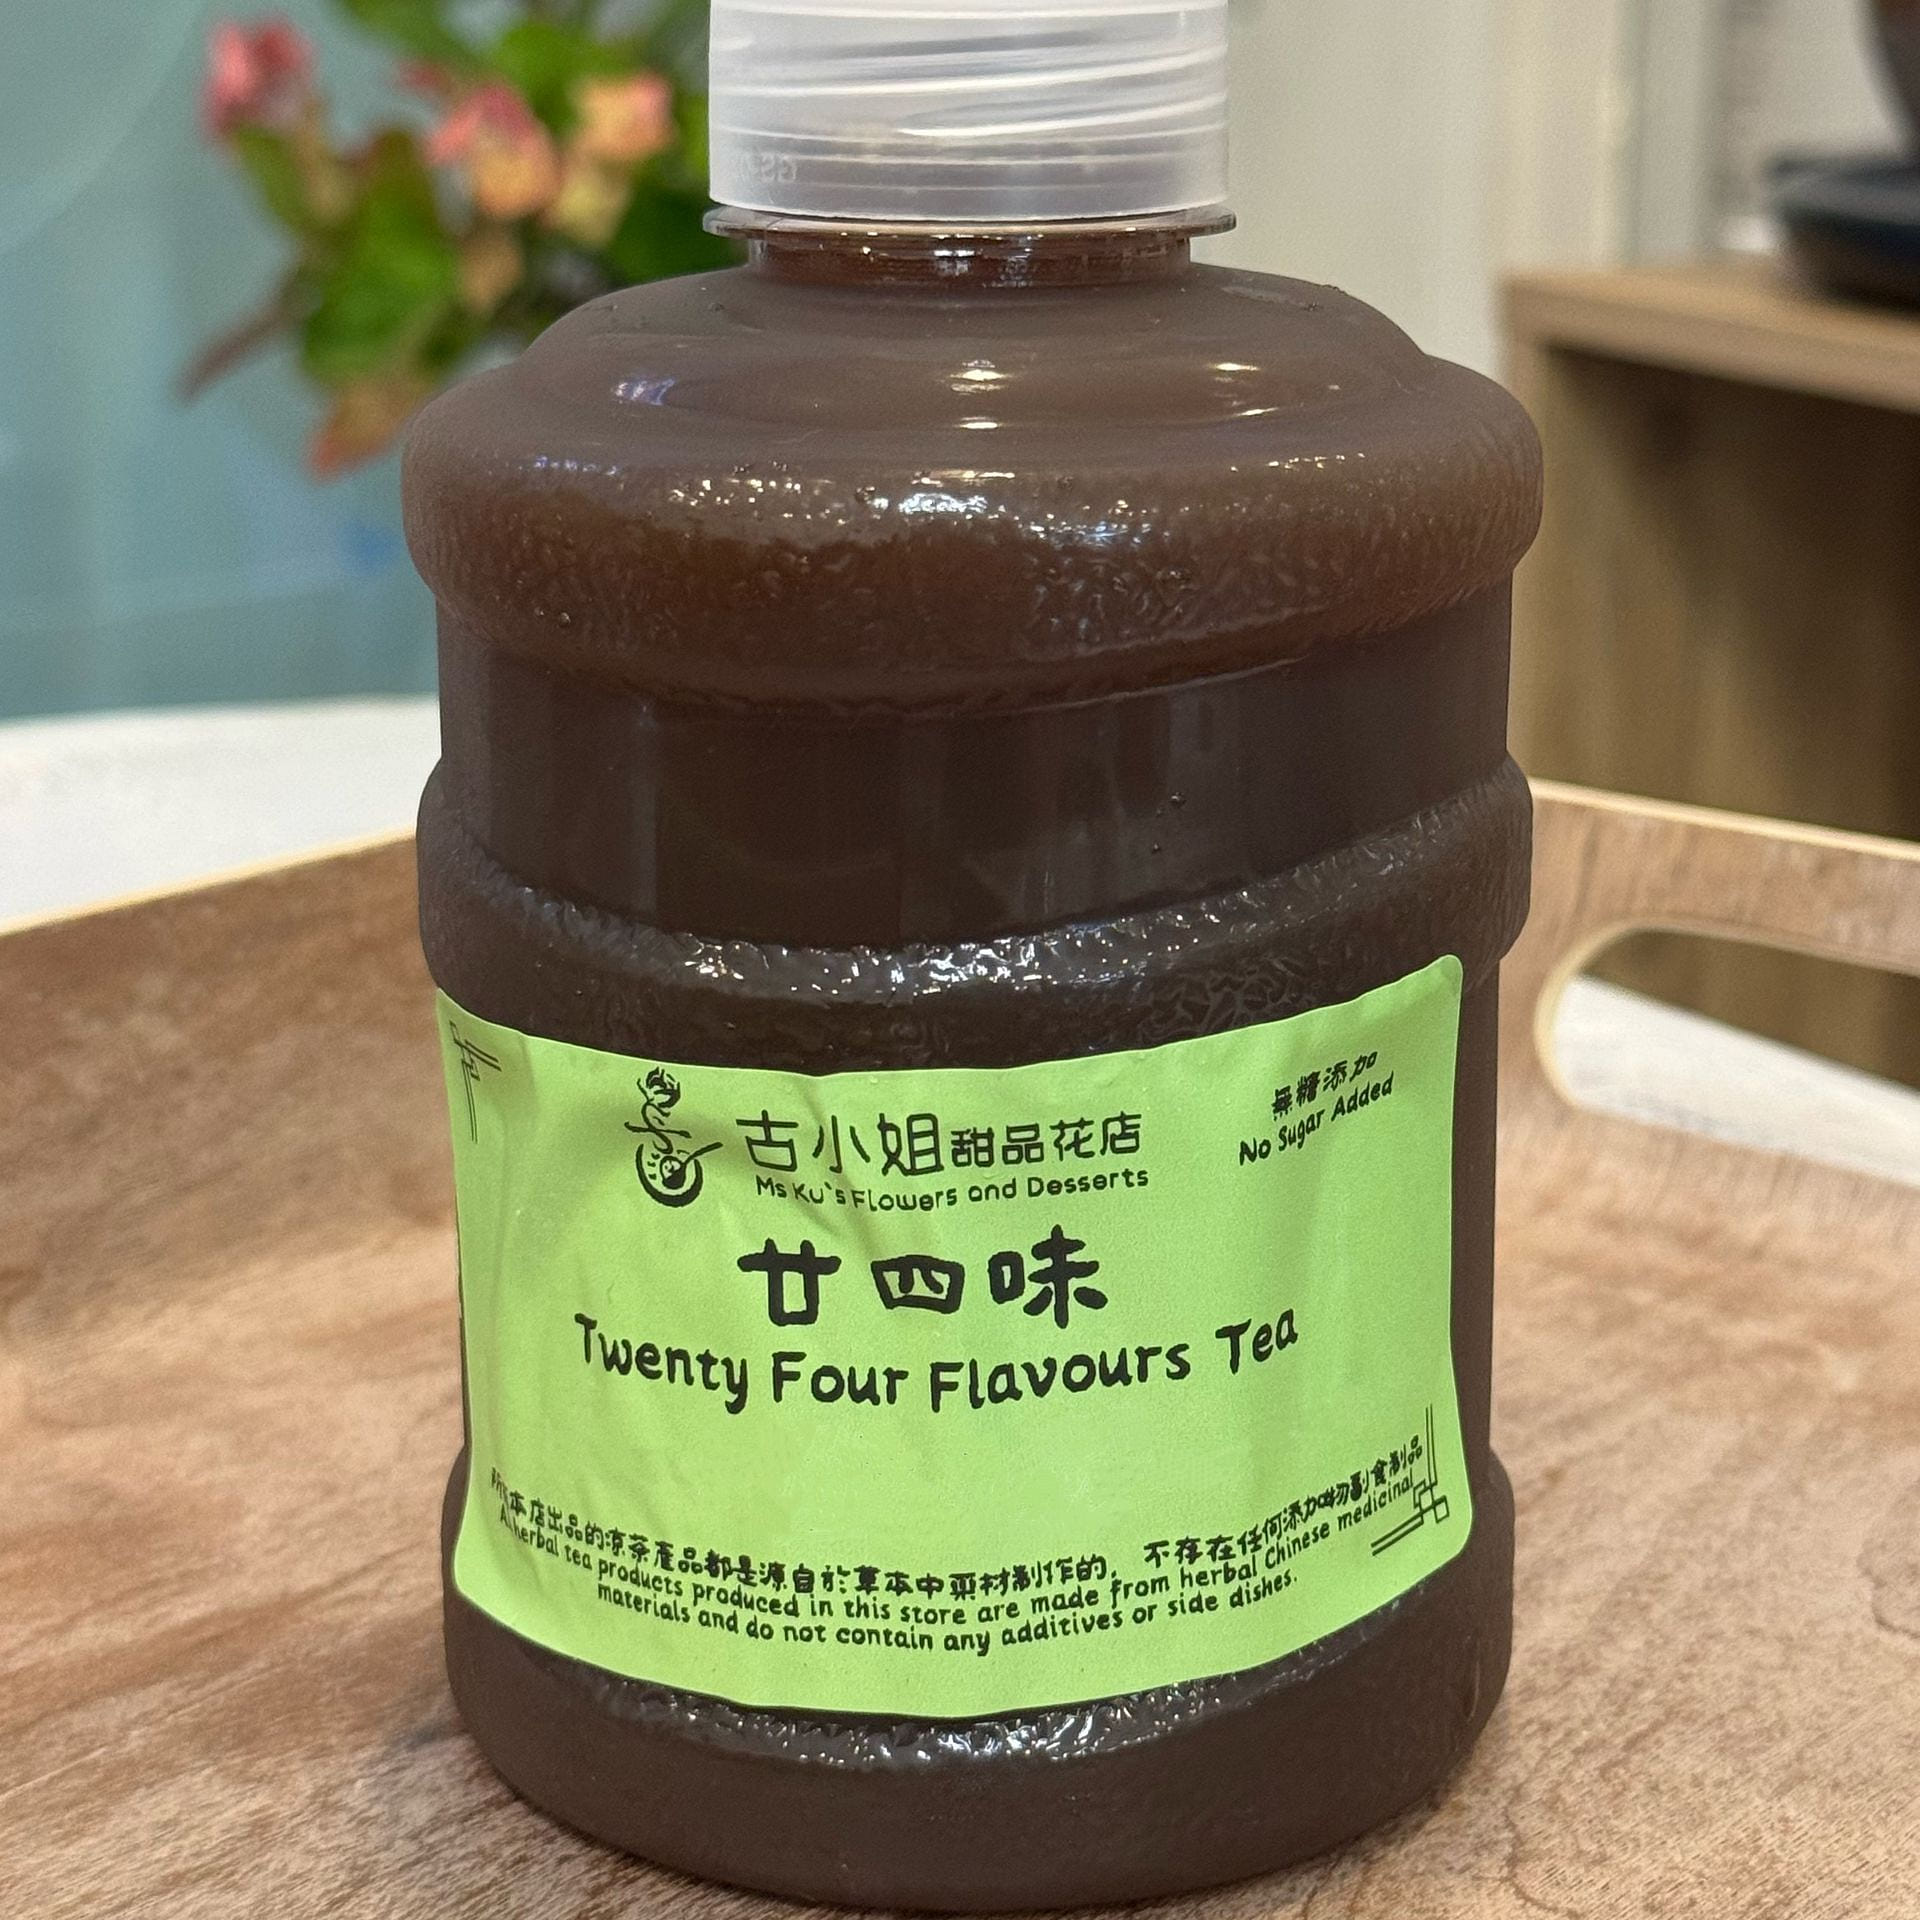 古小姐甜品花店
Ms Ku's Flowers and Desserts
無糖添加
No Sugar Added
廿四味
Twenty Four Flavours Tea
所有本店出品的涼茶產品都是源自於草本中藥材制作的， 不存在任何添加物副食制品
All herbal tea products produced in this store are made from herbal Chinese medicinal
materials and do not contain any additives or side dishes.